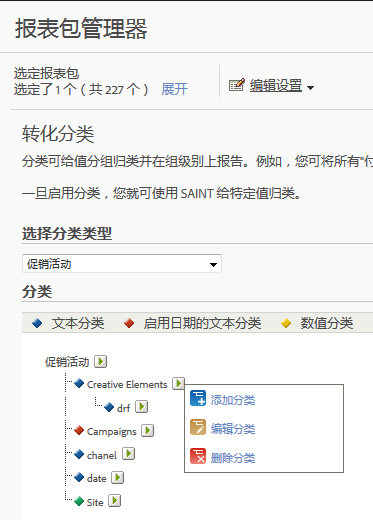 报表包管理器
选定报表包
选定了 1 个（共 227 个） 展开
编辑设置
转化分类
分类可给值分组归类并在组级别上报告。例如，您可将所有"付
一旦启用分类，您就可使用 SAINT 给特定值归类。
选择分类类型
促销活动
分类
文本分类 启用日期的文本分类 数值分类
促销活动
Creative Elements
添加分类
drf
编辑分类
Campaigns
chanel
删除分类
date
Site